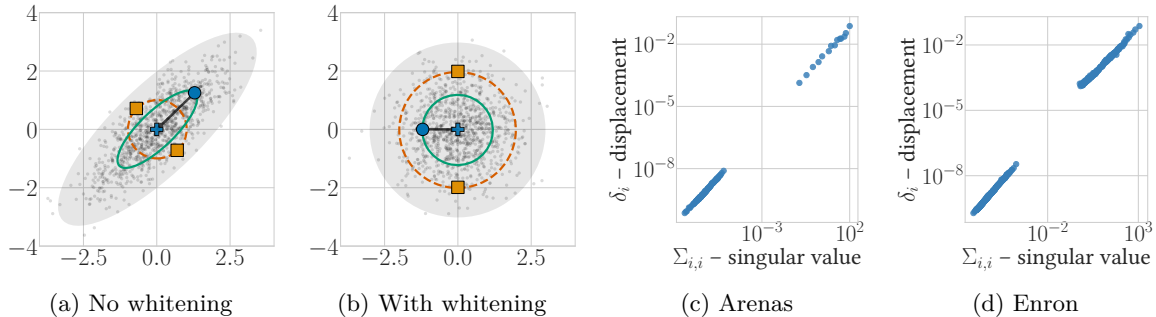 4
2
0
−2
−4
−2.5 0.0 2.5
(a) No whitening
4
2
0
−2
−4
−2.5 0.0 2.5
(b) With whitening
δᵢ – displacement
10⁻²
10⁻⁵
10⁻⁸
10⁻³ 10²
Σᵢ,ᵢ – singular value
(c) Arenas
δᵢ – displacement
10⁻²
10⁻⁵
10⁻⁸
10⁻² 10³
Σᵢ,ᵢ – singular value
(d) Enron